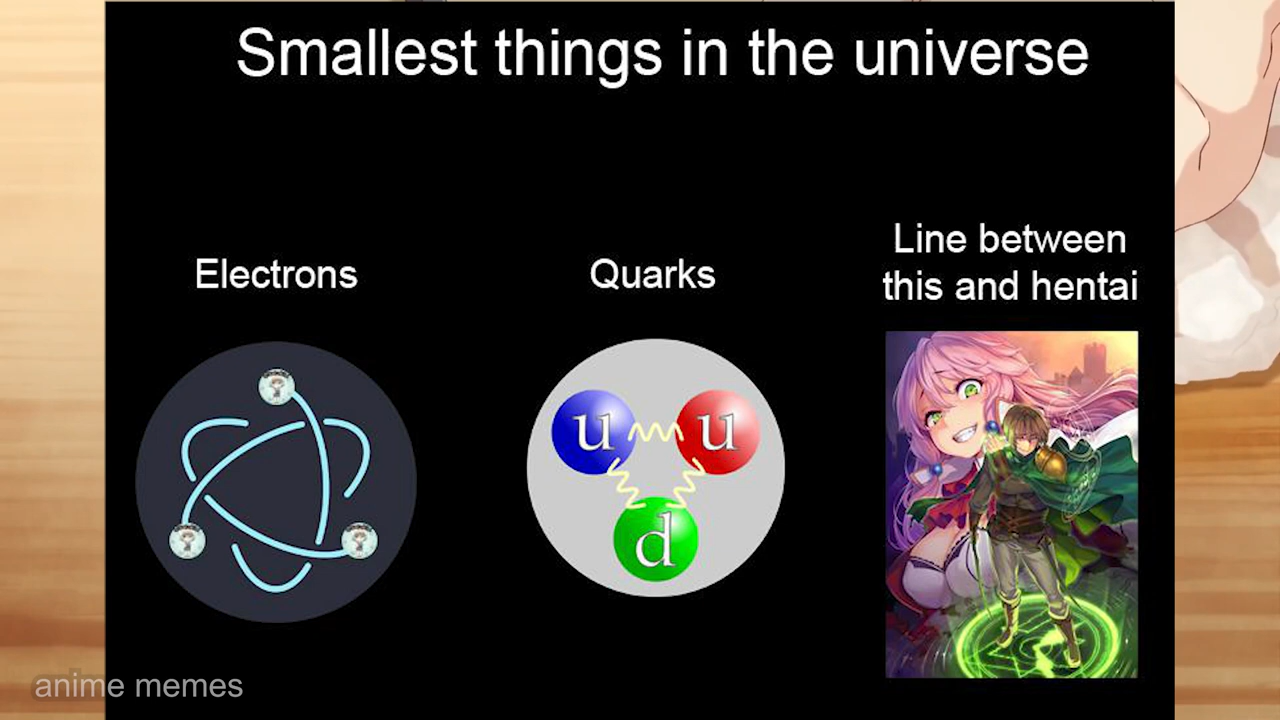 Smallest things in the universe
Electrons
Quarks
Line between
this and hentai
u u
d
anime memes